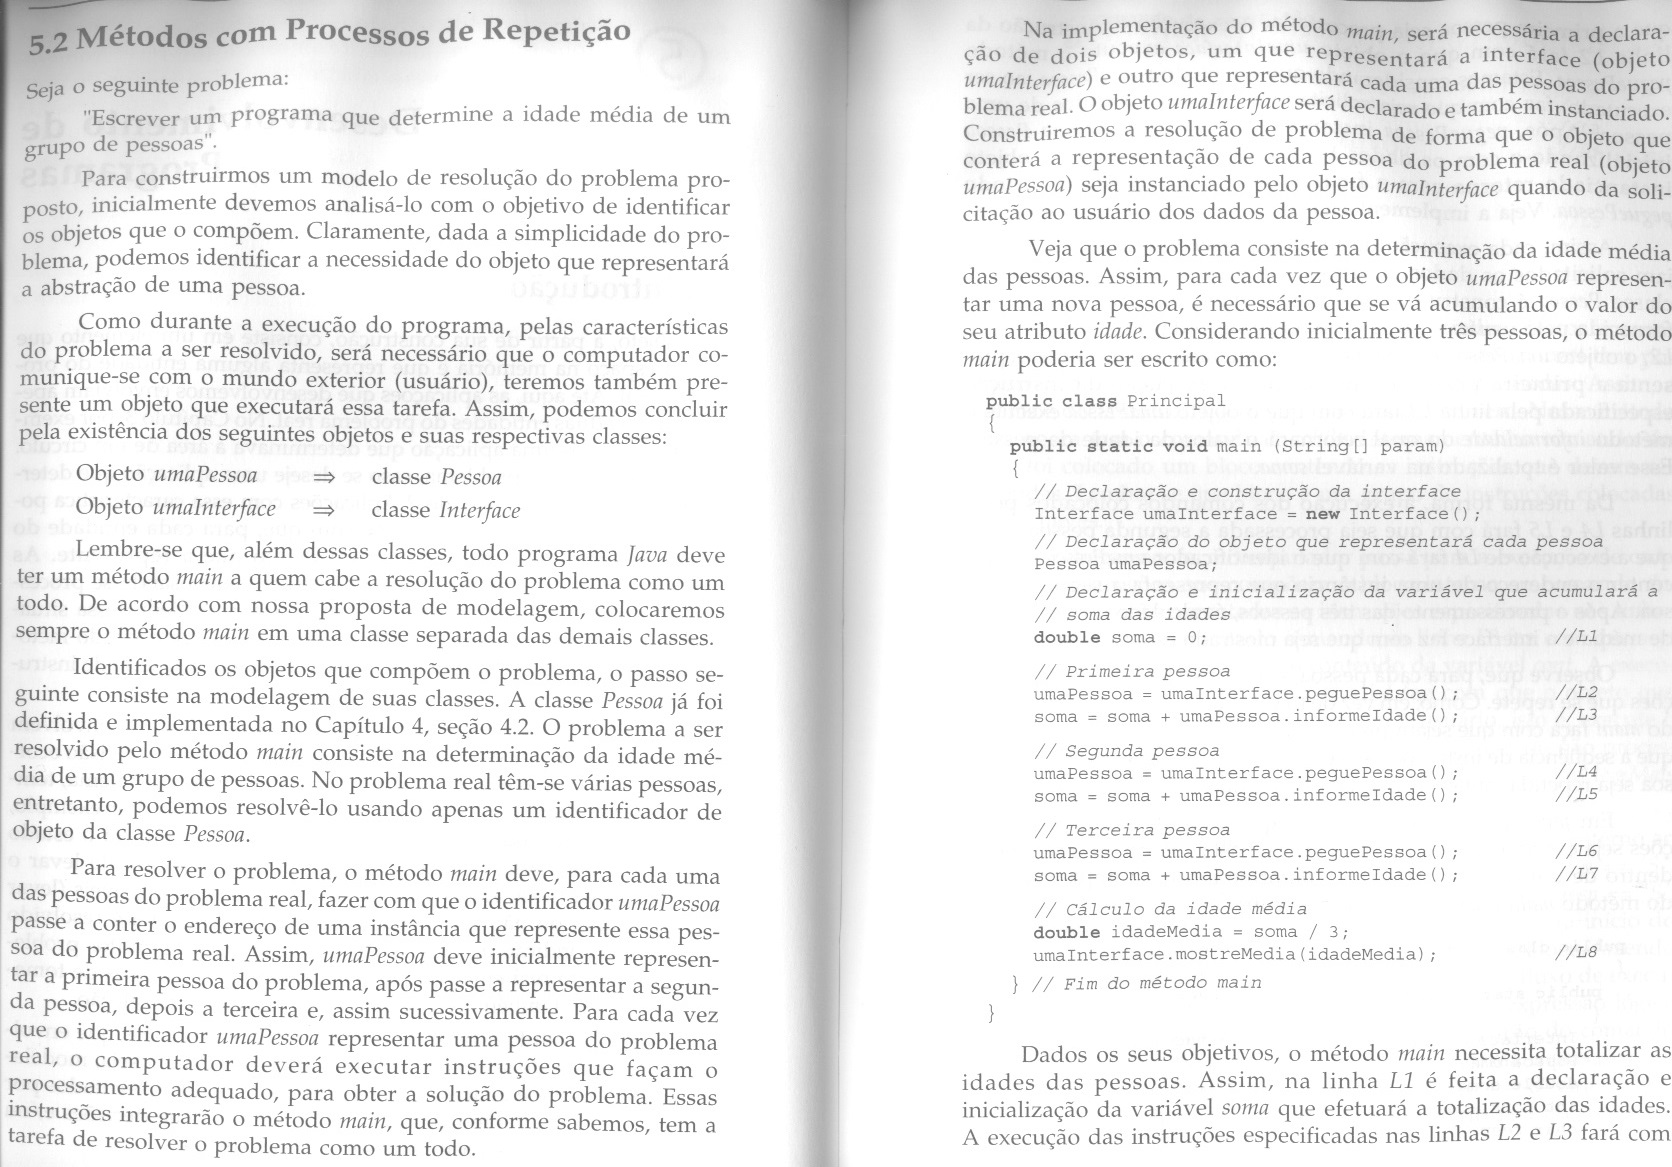 5.2 Métodos com Processos de Repetição
Seja o seguinte problema:
"Escrever um programa que determine a idade média de um
grupo de pessoas".
Para construirmos um modelo de resolução do problema pro-
posto, inicialmente devemos analisá-lo com o objetivo de identificar
os objetos que o compõem. Claramente, dada a simplicidade do pro-
blema, podemos identificar a necessidade do objeto que representará
a abstração de uma pessoa.
Como durante a execução do programa, pelas características
do problema a ser resolvido, será necessário que o computador co-
munique-se com o mundo exterior (usuário), teremos também pre-
sente um objeto que executará essa tarefa. Assim, podemos concluir
pela existência dos seguintes objetos e suas respectivas classes:
Objeto umaPessoa ⇒ classe Pessoa
Objeto umaInterface ⇒ classe Interface
Lembre-se que, além dessas classes, todo programa Java deve
ter um método main a quem cabe a resolução do problema como um
todo. De acordo com nossa proposta de modelagem, colocaremos
sempre o método main em uma classe separada das demais classes.
Identificados os objetos que compõem o problema, o passo se-
guinte consiste na modelagem de suas classes. A classe Pessoa já foi
definida e implementada no Capítulo 4, seção 4.2. O problema a ser
resolvido pelo método main consiste na determinação da idade mé-
dia de um grupo de pessoas. No problema real têm-se várias pessoas,
entretanto, podemos resolvê-lo usando apenas um identificador de
objeto da classe Pessoa.
Para resolver o problema, o método main deve, para cada uma
das pessoas do problema real, fazer com que o identificador umaPessoa
passe a conter o endereço de uma instância que represente essa pes-
soa do problema real. Assim, umaPessoa deve inicialmente represen-
tar a primeira pessoa do problema, após passe a representar a segun-
da pessoa, depois a terceira e, assim sucessivamente. Para cada vez
que o identificador umaPessoa representar uma pessoa do problema
real, o computador deverá executar instruções que façam o
processamento adequado, para obter a solução do problema. Essas
instruções integrarão o método main, que, conforme sabemos, tem a
tarefa de resolver o problema como um todo.
Na implementação do método main, será necessária a declara-
ção de dois objetos, um que representará a interface (objeto
umaInterface) e outro que representará cada uma das pessoas do pro-
blema real. O objeto umaInterface será declarado e também instanciado.
Construiremos a resolução de problema de forma que o objeto que
conterá a representação de cada pessoa do problema real (objeto
umaPessoa) seja instanciado pelo objeto umaInterface quando da soli-
citação ao usuário dos dados da pessoa.
Veja que o problema consiste na determinação da idade média
das pessoas. Assim, para cada vez que o objeto umaPessoa represen-
tar uma nova pessoa, é necessário que se vá acumulando o valor do
seu atributo idade. Considerando inicialmente três pessoas, o método
main poderia ser escrito como:
public class Principal
{
public static void main (String[] param)
{
// Declaração e construção da interface
Interface umaInterface = new Interface();
// Declaração do objeto que representará cada pessoa
Pessoa umaPessoa;
// Declaração e inicialização da variável que acumulará a
// soma das idades
double soma = 0; //L1
// Primeira pessoa
umaPessoa = umaInterface.peguePessoa(); //L2
soma = soma + umaPessoa.informeIdade(); //L3
// Segunda pessoa
umaPessoa = umaInterface.peguePessoa(); //L4
soma = soma + umaPessoa.informeIdade(); //L5
// Terceira pessoa
umaPessoa = umaInterface.peguePessoa(); //L6
soma = soma + umaPessoa.informeIdade(); //L7
// Cálculo da idade média
double idadeMedia = soma / 3;
umaInterface.mostreMedia(idadeMedia); //L8
} // Fim do método main
}
Dados os seus objetivos, o método main necessita totalizar as
idades das pessoas. Assim, na linha L1 é feita a declaração e
inicialização da variável soma que efetuará a totalização das idades.
A execução das instruções especificadas nas linhas L2 e L3 fará com